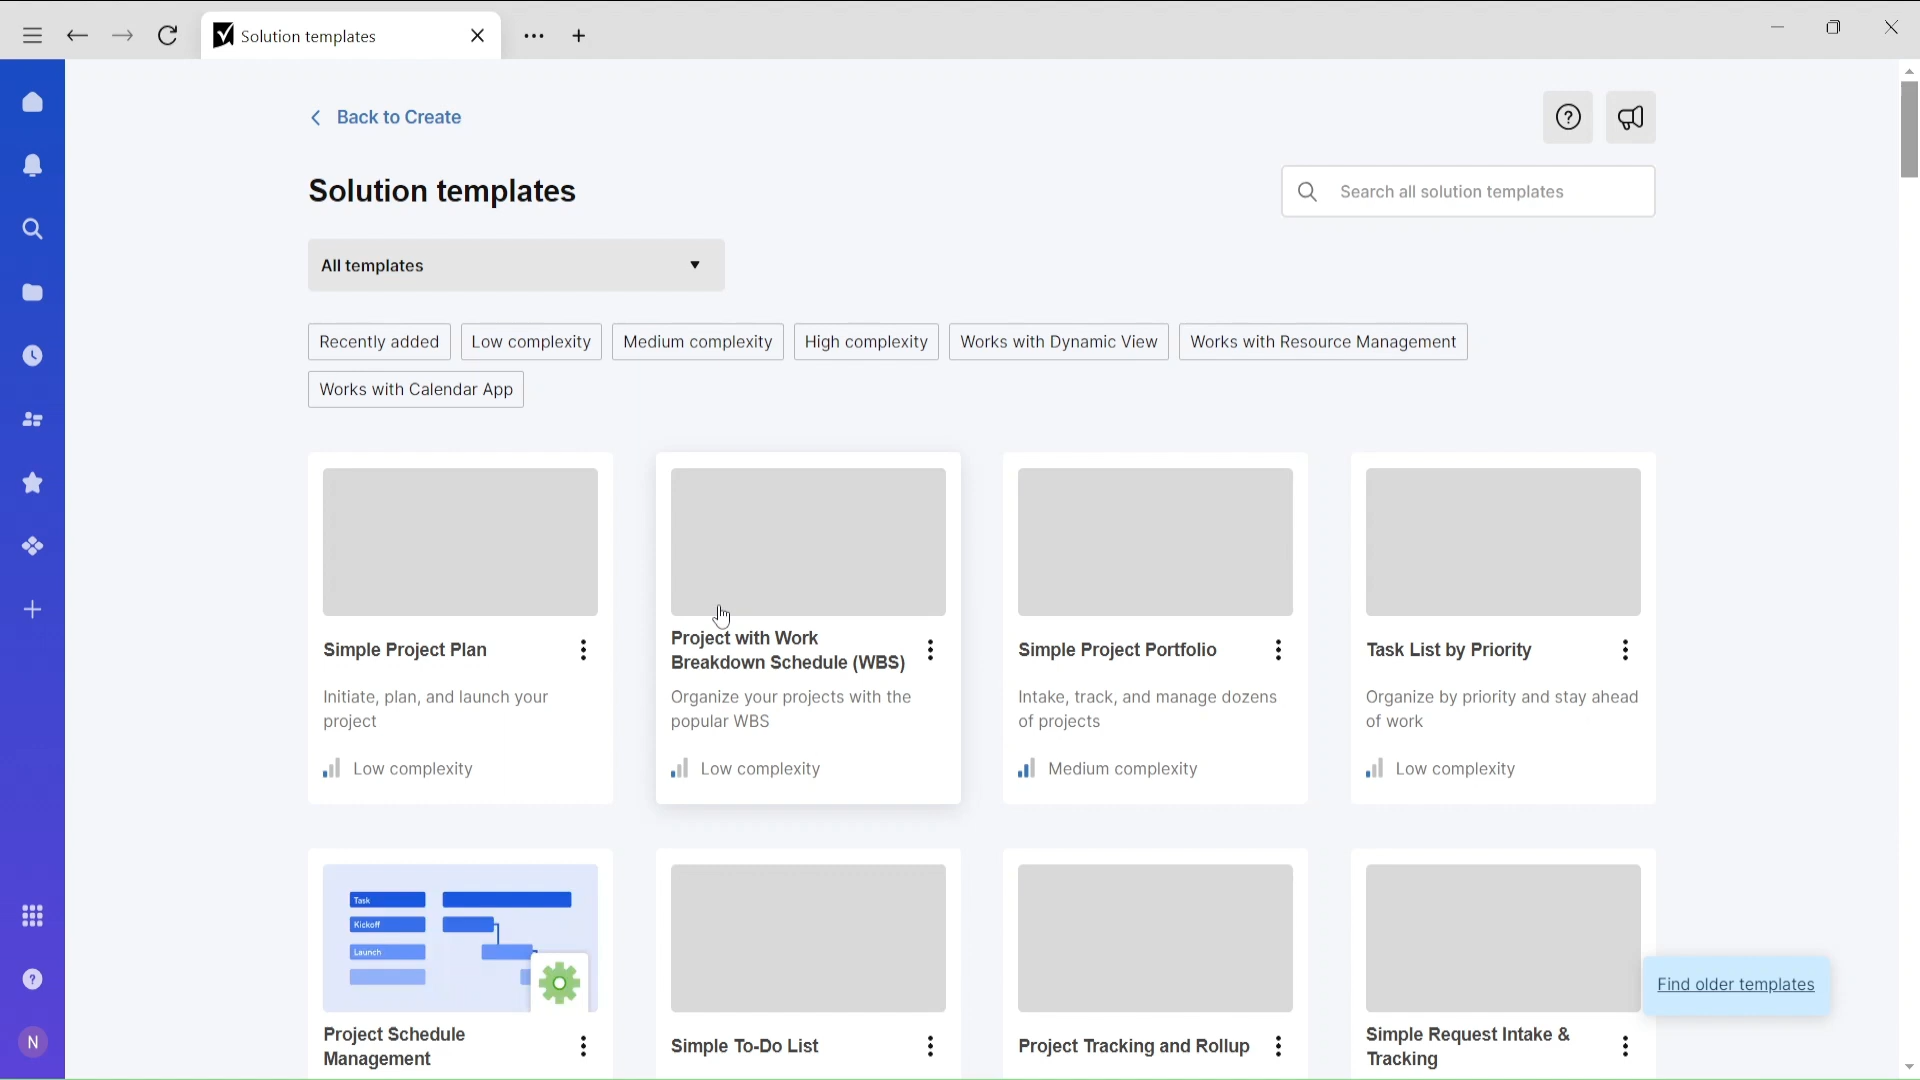 Solution templates
Back to Create
Solution templates
Search all solution templates
All templates
Recently added
Low complexity
Medium complexity
High complexity
Works with Dynamic View
Works with Resource Management
Works with Calendar App
Simple Project Plan
Initiate, plan, and launch your
project
Low complexity
Project with Work
Breakdown Schedule (WBS)
Organize your projects with the
popular WBS
Low complexity
Simple Project Portfolio
Intake, track, and manage dozens
of projects
Medium complexity
Task List by Priority
Organize by priority and stay ahead
of work
Low complexity
Task
Kickoff
Launch
Project Schedule
Management
Simple To-Do List
Project Tracking and Rollup
Simple Request Intake &
Tracking
Find older templates
N